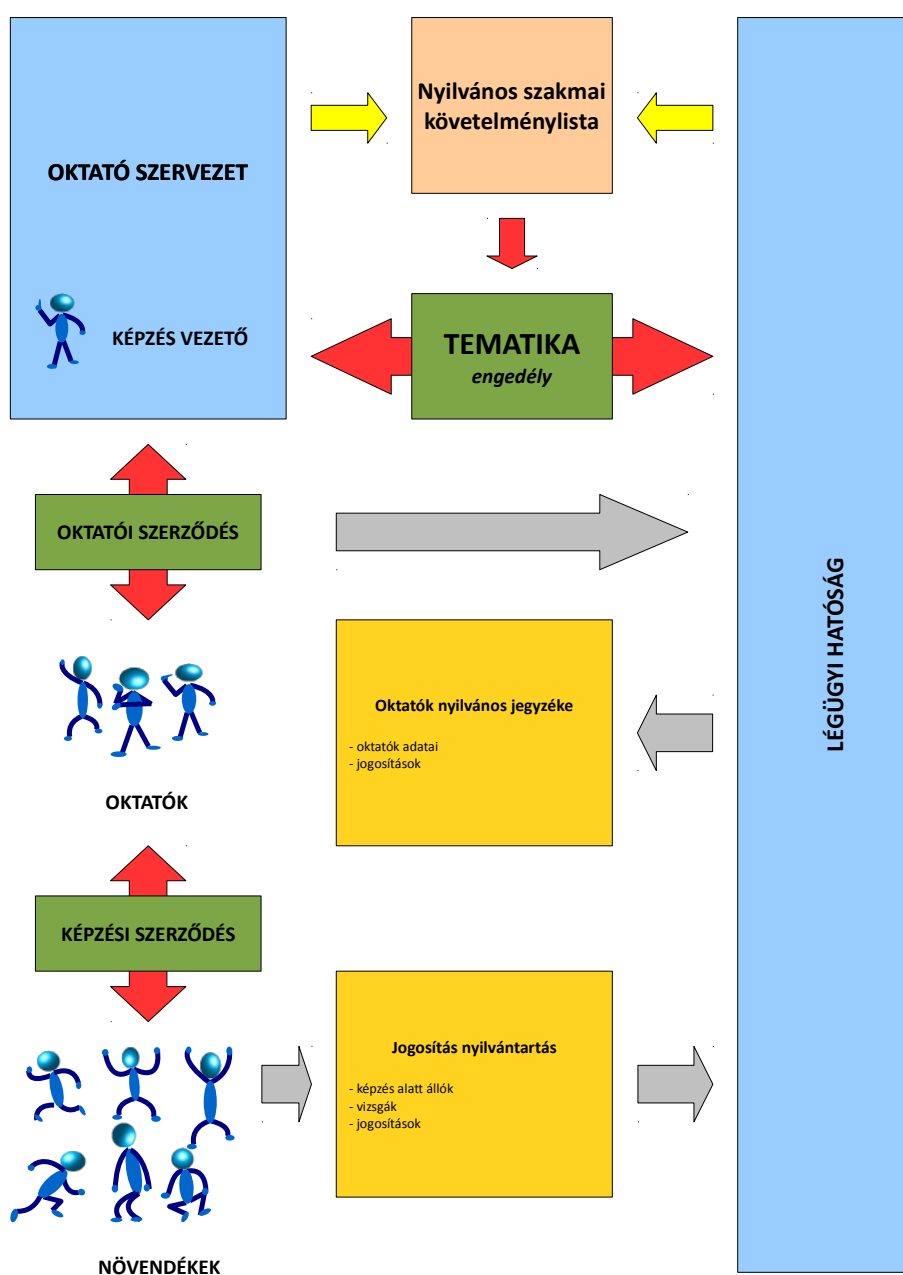 Nyilvános szakmai
követelménylista
OKTATÓ SZERVEZET
KÉPZÉS VEZETŐ
TEMATIKA
engedély
OKTATÓI SZERZŐDÉS
LÉGÜGYI HATÓSÁG
Oktatók nyilvános jegyzéke
- oktatók adatai
- jogosítások
OKTATÓK
KÉPZÉSI SZERZŐDÉS
Jogosítás nyilvántartás
- képzés alatt állók
- vizsgák
- jogosítások
NÖVENDÉKEK